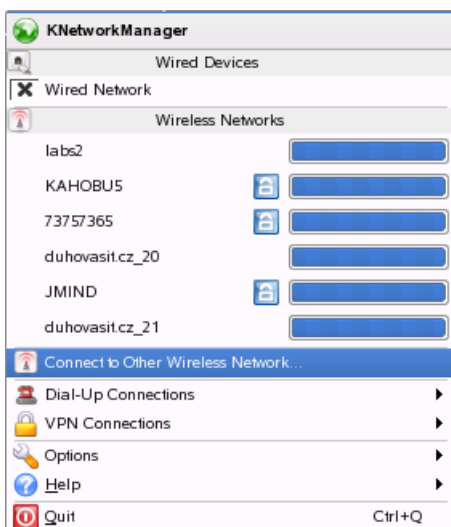 KNetworkManager
Wired Devices
Wired Network
Wireless Networks
labs2
KAHOBU5
73757365
duhovasit.cz_20
JMIND
duhovasit.cz_21
Connect to Other Wireless Network...
Dial-Up Connections
VPN Connections
Options
Help
Quit Ctrl+Q